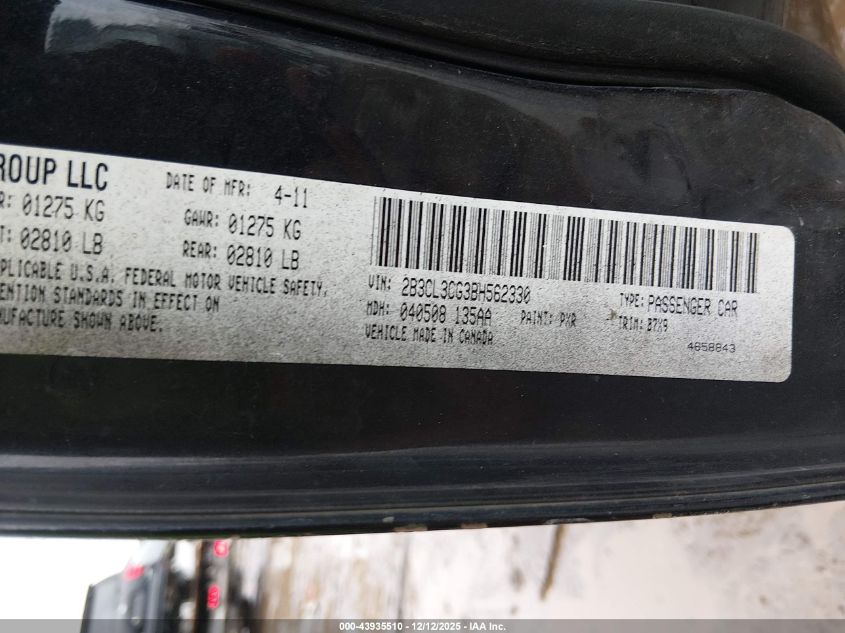 ROUP LLC DATE OF MFR: 4-11
R: 01275 KG GAWR: 01275 KG
T: 02810 LB REAR: 02810 LB
PLICABLE U.S.A. FEDERAL MOTOR VEHICLE SAFETY,
ENTION STANDARDS IN EFFECT ON
NUFACTURE SHOWN ABOVE.
VIN: 2B3CL3CG3BH562330 TYPE: PASSENGER CAR
MDH: 040508 135AA PAINT: PXR TRIM: B7X9
VEHICLE MADE IN CANADA 4658843
000-43935510 - 12/12/2025 - IAA Inc.